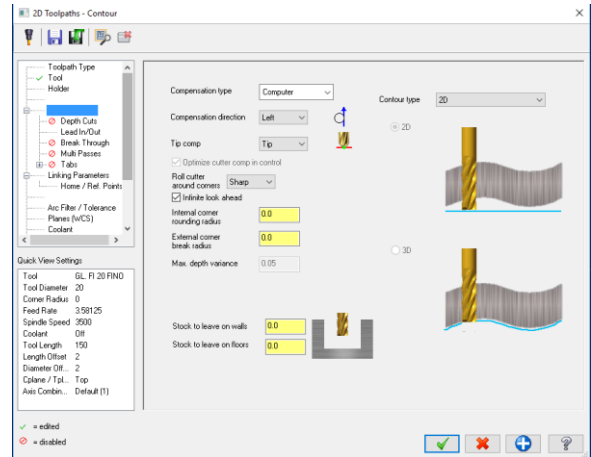 2D Toolpaths - Contour
Toolpath Type
Tool
Holder
Depth Cuts
Lead In/Out
Break Through
Multi Passes
Tabs
Linking Parameters
Home / Ref. Points
Arc Filter / Tolerance
Planes (WCS)
Coolant
Quick View Settings
Tool GL. FI 20 FINO
Tool Diameter 20
Corner Radius 0
Feed Rate 3.58125
Spindle Speed 3500
Coolant Off
Tool Length 150
Length Offset 2
Diameter Off... 2
Cplane / Tpl... Top
Axis Combin... Default (1)
= edited
= disabled
Compensation type Computer
Compensation direction Left
Tip comp Tip
Optimize cutter comp in control
Roll cutter
around corners Sharp
Infinite look ahead
Internal corner
rounding radius 0.0
External corner
break radius 0.0
Max. depth variance 0.05
Stock to leave on walls 0.0
Stock to leave on floors 0.0
Contour type 2D
2D
3D